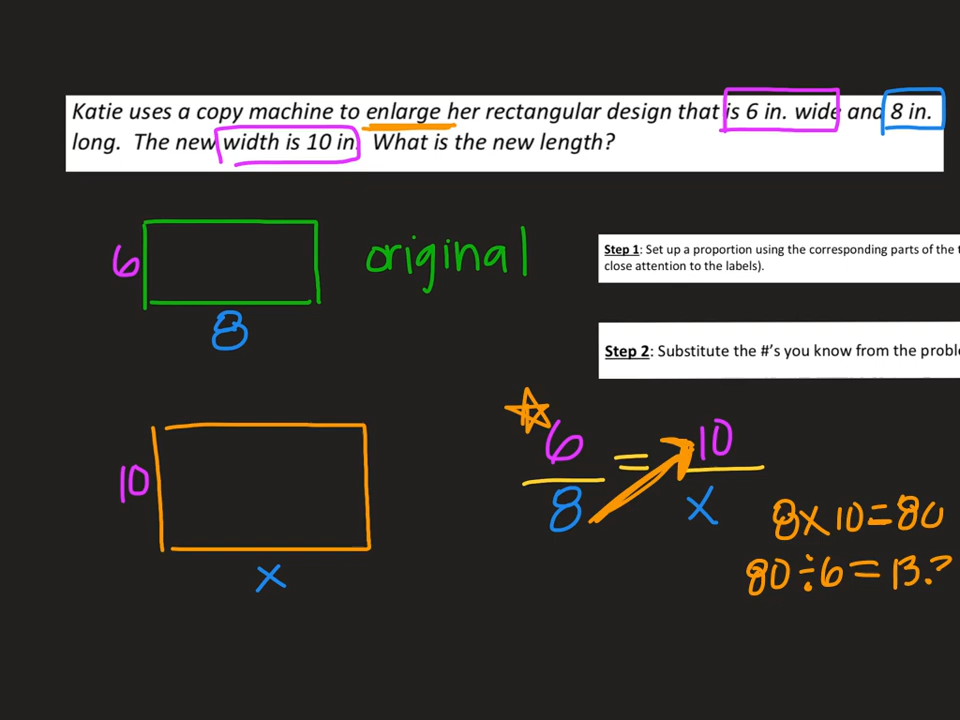 Katie uses a copy machine to enlarge her rectangular design that is 6 in. wide and 8 in.
long. The new width is 10 in. What is the new length?
6
original
8
Step 1: Set up a proportion using the corresponding parts of the
close attention to the labels).
Step 2: Substitute the #'s you know from the
10
x
6 = 10
8 x
8 x 10 = 80
80 ÷ 6 = 13.